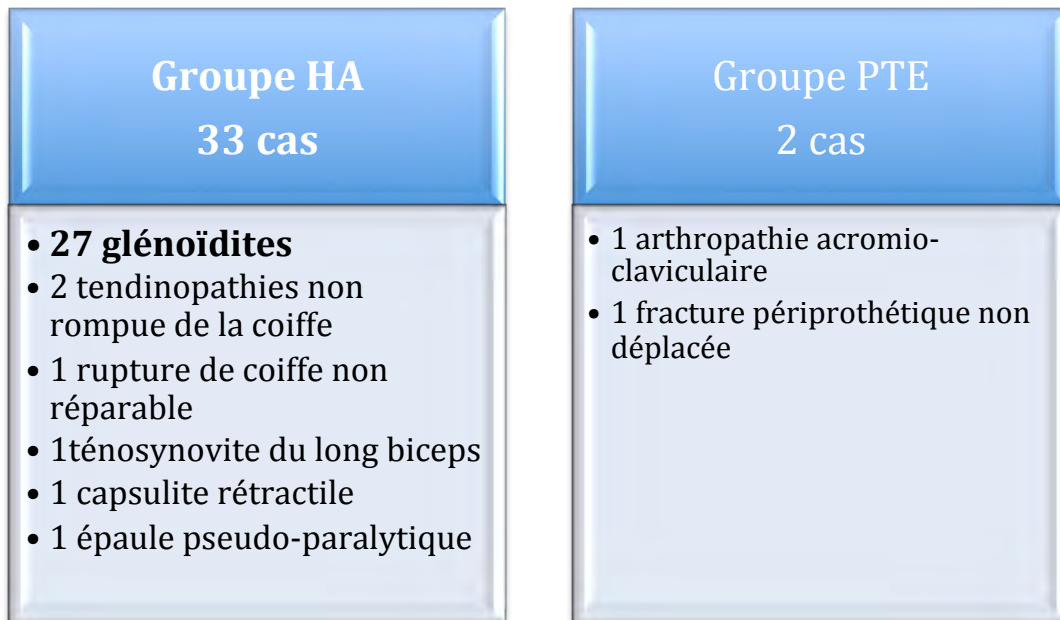 Groupe HA
33 cas
• 27 glénoïdites
• 2 tendinopathies non
rompue de la coiffe
• 1 rupture de coiffe non
réparable
• 1ténosynovite du long biceps
• 1 capsulite rétractile
• 1 épaule pseudo-paralytique
Groupe PTE
2 cas
• 1 arthropathie acromio-
claviculaire
• 1 fracture périprothétique non
déplacée